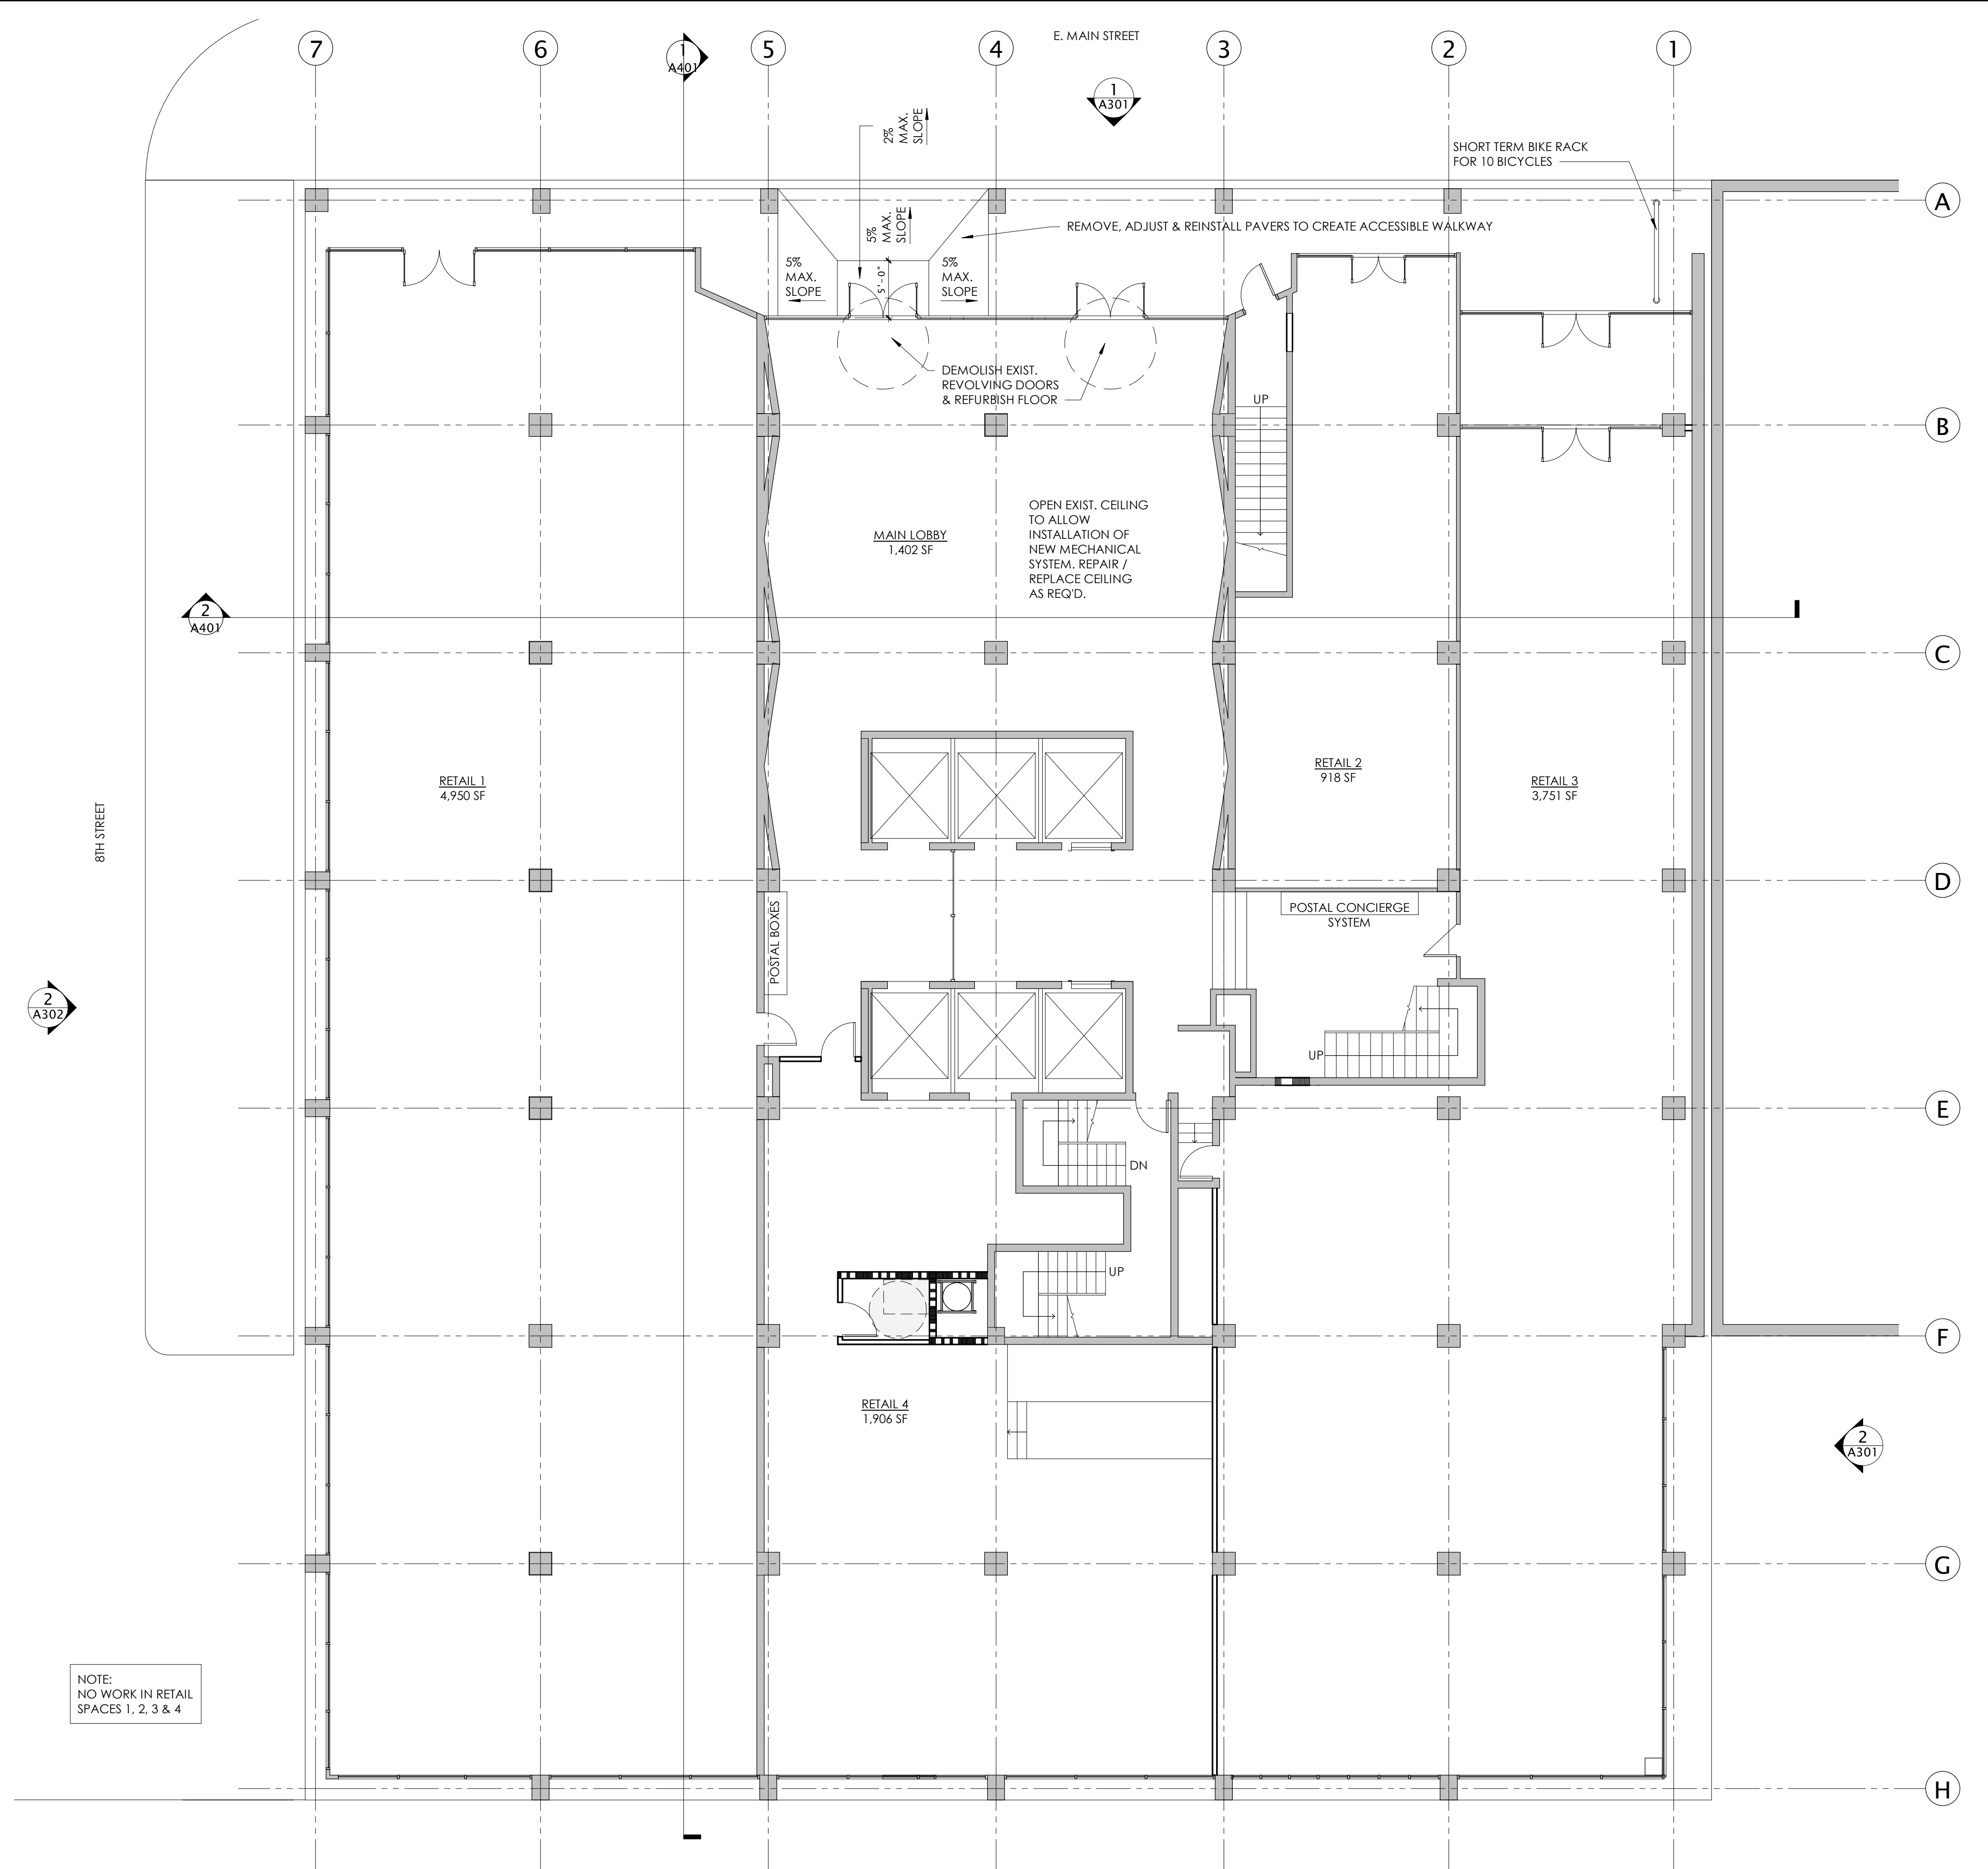 E. MAIN STREET
7
6
1
A401
5
4
3
2
1
1
A301
2%
MAX.
SLOPE
SHORT TERM BIKE RACK
FOR 10 BICYCLES
A
5%
MAX.
SLOPE
REMOVE, ADJUST & REINSTALL PAVERS TO CREATE ACCESSIBLE WALKWAY
5%
MAX.
SLOPE
5'-0"
5%
MAX.
SLOPE
DEMOLISH EXIST.
REVOLVING DOORS
& REFURBISH FLOOR
UP
B
MAIN LOBBY
1,402 SF
OPEN EXIST. CEILING
TO ALLOW
INSTALLATION OF
NEW MECHANICAL
SYSTEM. REPAIR /
REPLACE CEILING
AS REQ'D.
2
A401
C
RETAIL 1
4,950 SF
RETAIL 2
918 SF
RETAIL 3
3,751 SF
8TH STREET
D
POSTAL BOXES
POSTAL CONCIERGE
SYSTEM
2
A302
UP
E
DN
UP
F
RETAIL 4
1,906 SF
2
A301
G
NOTE:
NO WORK IN RETAIL
SPACES 1, 2, 3 & 4
H